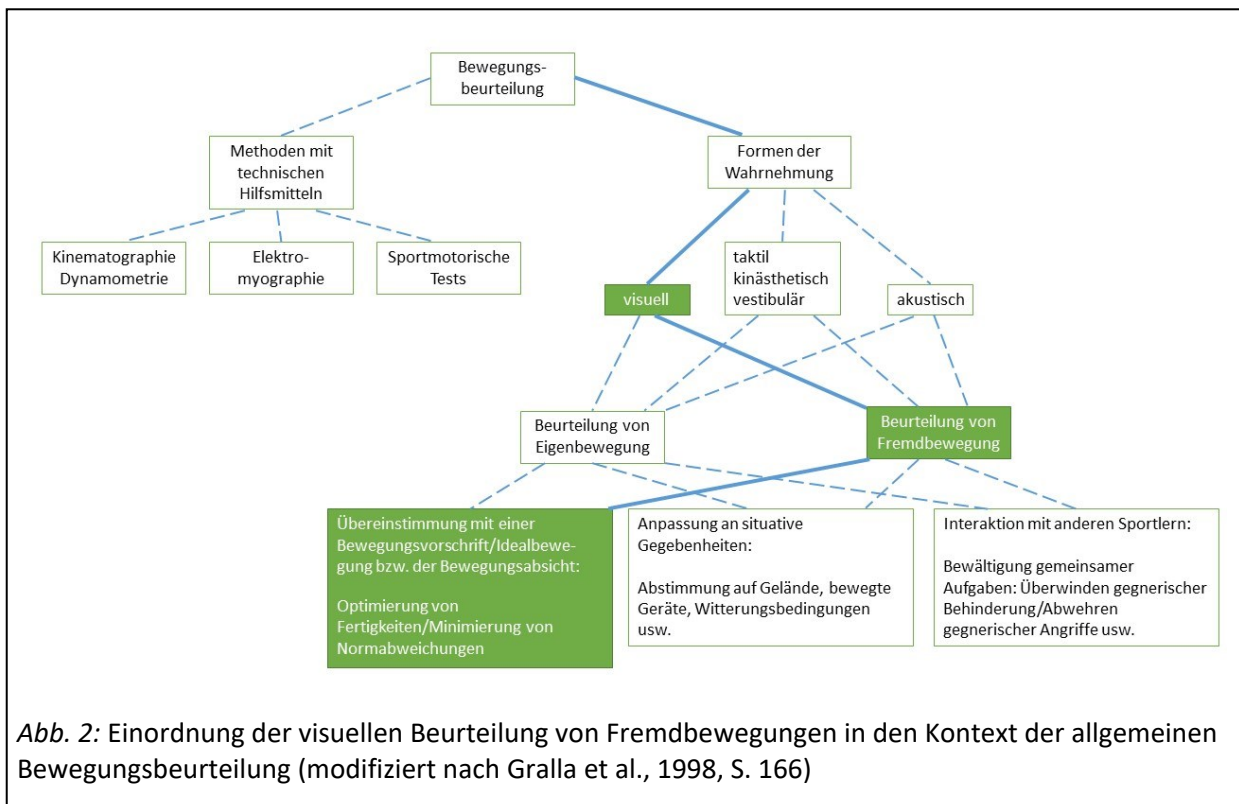 Bewegungs-
beurteilung
Methoden mit
technischen
Hilfsmitteln
Formen der
Wahrnehmung
Kinematographie
Dynamometrie
Elektro-
myographie
Sportmotorische
Tests
visuell
taktil
kinästhetisch
vestibulär
akustisch
Beurteilung von
Eigenbewegung
Beurteilung von
Fremdbewegung
Übereinstimmung mit einer
Bewegungsvorschrift/Idealbewe-
gung bzw. der Bewegungsabsicht:
Optimierung von
Fertigkeiten/Minimierung von
Normabweichungen
Anpassung an situative
Gegebenheiten:
Abstimmung auf Gelände, bewegte
Geräte, Witterungsbedingungen
usw.
Interaktion mit anderen Sportlern:
Bewältigung gemeinsamer
Aufgaben: Überwinden gegnerischer
Behinderung/Abwehren
gegnerischer Angriffe usw.
Abb. 2: Einordnung der visuellen Beurteilung von Fremdbewegungen in den Kontext der allgemeinen
Bewegungsbeurteilung (modifiziert nach Gralla et al., 1998, S. 166)